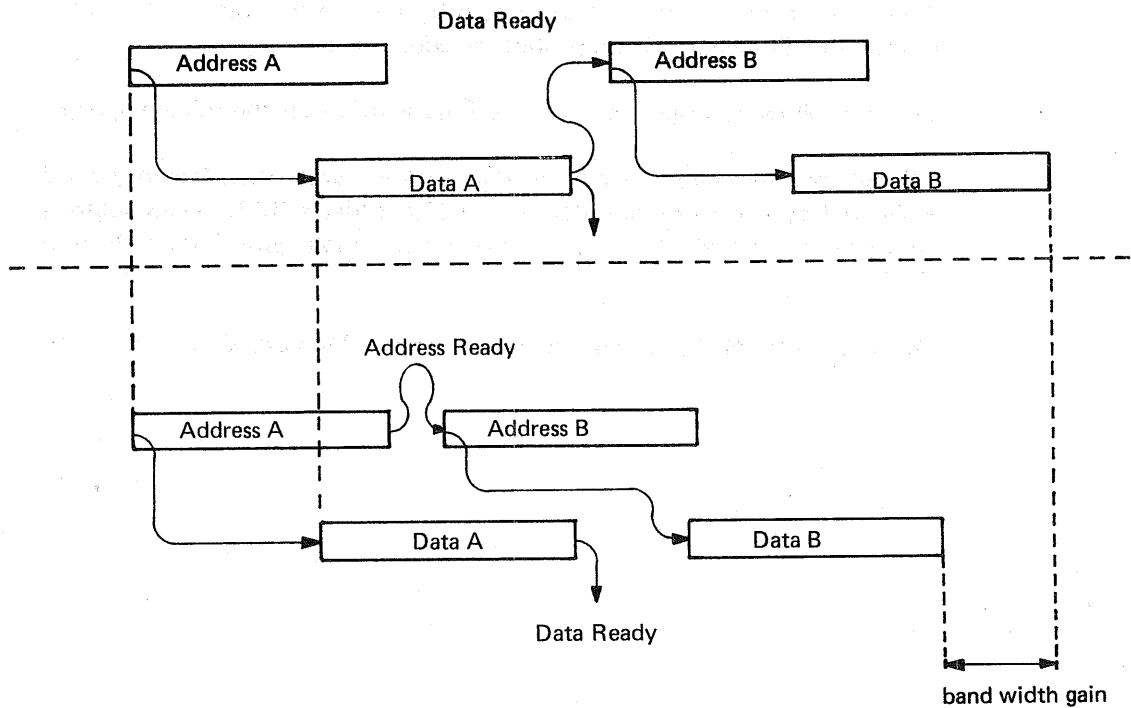 Data Ready
Address A
Address B
Data A
Data B
Address Ready
Address A
Address B
Data A
Data B
Data Ready
band width gain